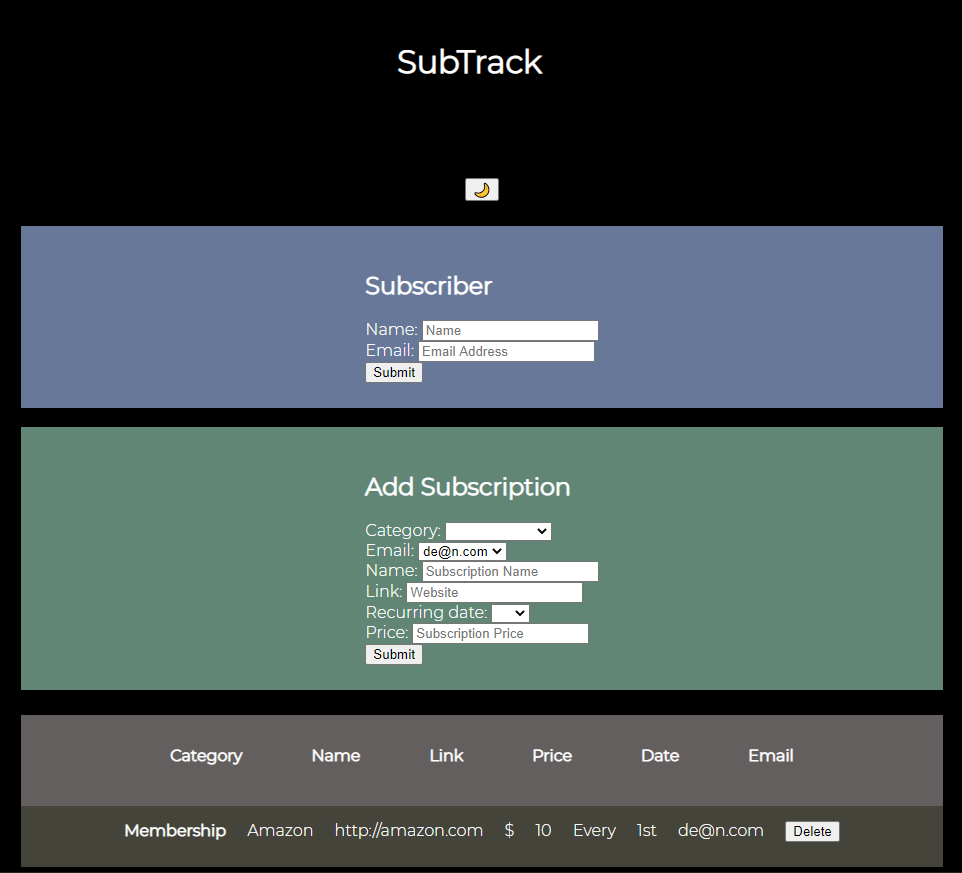 SubTrack
Subscriber
Name: Name
Email: Email Address
Submit
Add Subscription
Category:
Email: de@n.com
Name: Subscription Name
Link: Website
Recurring date:
Price: Subscription Price
Submit
Category Name Link Price Date Email
Membership Amazon http://amazon.com $ 10 Every 1st de@n.com Delete